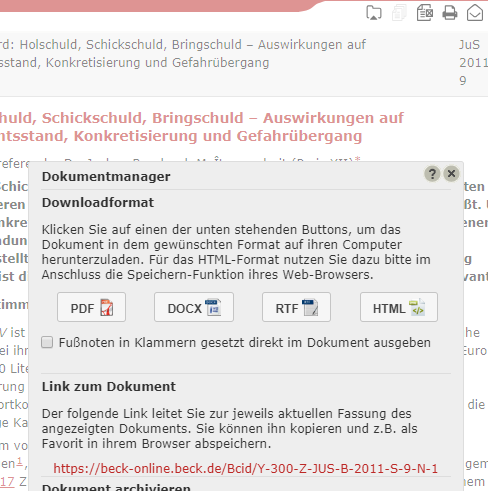 rd: Holschuld, Schickschuld, Bringschuld – Auswirkungen auf
sstand, Konkretisierung und Gefahrübergang
JuS
2011
9
huld, Schickschuld, Bringschuld – Auswirkungen auf
htsstand, Konkretisierung und Gefahrübergang
Dokumentmanager
Downloadformat
Klicken Sie auf einen der unten stehenden Buttons, um das
Dokument in dem gewünschten Format auf ihren Computer
herunterzuladen. Für das HTML-Format nutzen Sie dazu bitte im
Anschluss die Speichern-Funktion ihres Web-Browsers.
PDF DOCX RTF HTML
Fußnoten in Klammern gesetzt direkt im Dokument ausgeben
Link zum Dokument
Der folgende Link leitet Sie zur jeweils aktuellen Fassung des
angezeigten Dokuments. Sie können ihn kopieren und z.B. als
Favorit in ihrem Browser abspeichern.
https://beck-online.beck.de/Bcid/Y-300-Z-JUS-B-2011-S-9-N-1
Dokument archivieren